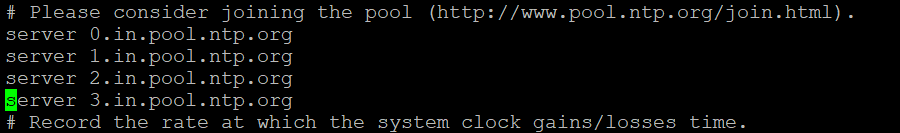 # Please consider joining the pool (http://www.pool.ntp.org/join.html).
server 0.in.pool.ntp.org
server 1.in.pool.ntp.org
server 2.in.pool.ntp.org
server 3.in.pool.ntp.org
# Record the rate at which the system clock gains/losses time.